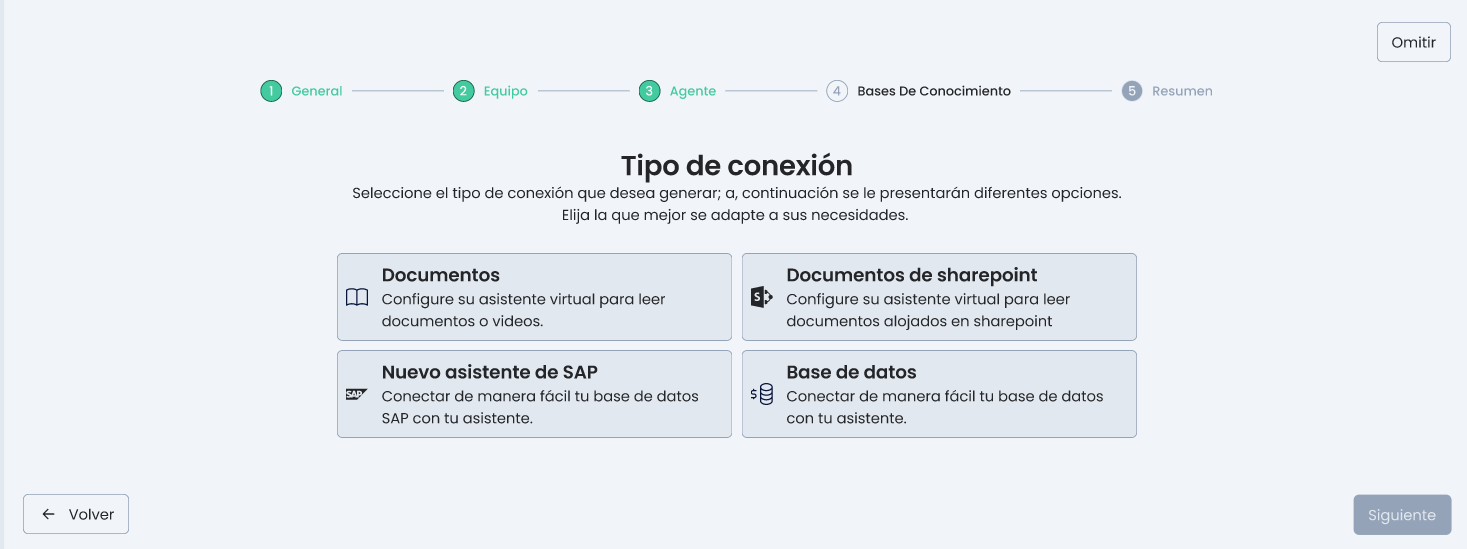 Omitir
1 General 2 Equipo 3 Agente 4 Bases De Conocimiento 5 Resumen
Tipo de conexión
Seleccione el tipo de conexión que desea generar; a, continuación se le presentarán diferentes opciones.
Elija la que mejor se adapte a sus necesidades.
Documentos
Configure su asistente virtual para leer
documentos o videos.
S
Documentos de sharepoint
Configure su asistente virtual para leer
documentos alojados en sharepoint
SAP
Nuevo asistente de SAP
Conectar de manera fácil tu base de datos
SAP con tu asistente.
$
Base de datos
Conectar de manera fácil tu base de datos
con tu asistente.
← Volver
Siguiente